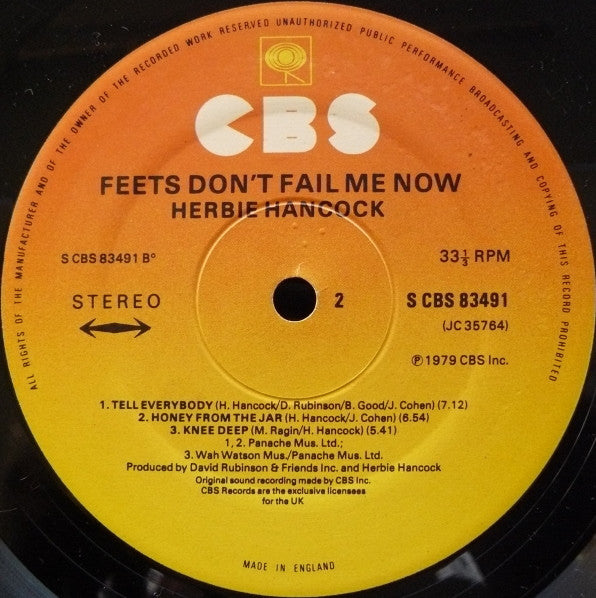 ALL RIGHTS OF THE MANUFACTURER AND OF THE OWNER OF THE RECORDED WORK RESERVED UNAUTHORIZED PUBLIC PERFORMANCE BROADCASTING AND COPYING OF THIS RECORD PROHIBITED
CBS
FEETS DON'T FAIL ME NOW
HERBIE HANCOCK
S CBS 83491 B°
33⅓ RPM
STEREO
2
S CBS 83491
(JC 35764)
℗ 1979 CBS Inc.
1. TELL EVERYBODY (H. Hancock/D. Rubinson/B. Good/J. Cohen) (7.12)
2. HONEY FROM THE JAR (H. Hancock/J. Cohen) (6.54)
3. KNEE DEEP (M. Ragin/H. Hancock) (5.41)
1, 2. Panache Mus. Ltd.;
3. Wah Watson Mus./Panache Mus. Ltd.
Produced by David Rubinson & Friends Inc. and Herbie Hancock
Original sound recording made by CBS Inc.
CBS Records are the exclusive licensees
for the UK
MADE IN ENGLAND